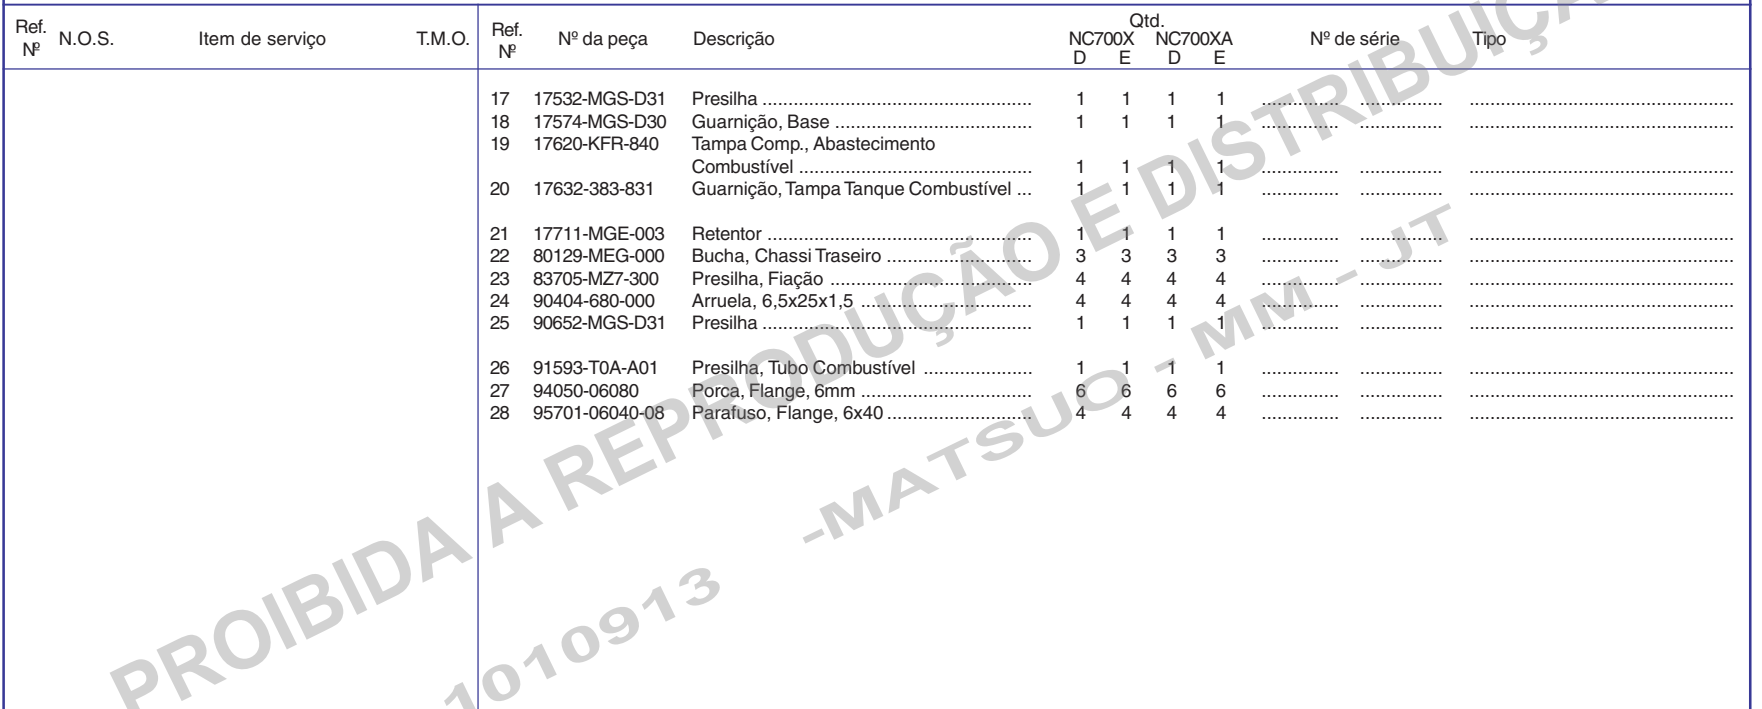 Qtd.
Ref. Nº N.O.S. Item de serviço T.M.O. Ref. Nº Nº da peça Descrição NC700X NC700XA Nº de série Tipo
D E D E
17 17532-MGS-D31 Presilha .................................................... 1 1 1 1 ............... ................ ...................................................
18 17574-MGS-D30 Guarnição, Base ...................................... 1 1 1 1 ............... ................ ...................................................
19 17620-KFR-840 Tampa Comp., Abastecimento
Combustível ............................................. 1 1 1 1 ............... ................ ...................................................
20 17632-383-831 Guarnição, Tampa Tanque Combustível ... 1 1 1 1 ............... ................ ...................................................
21 17711-MGE-003 Retentor ................................................... 1 1 1 1 ............... ................ ...................................................
22 80129-MEG-000 Bucha, Chassi Traseiro ............................ 3 3 3 3 ............... ................ ...................................................
23 83705-MZ7-300 Presilha, Fiação ....................................... 4 4 4 4 ............... ................ ...................................................
24 90404-680-000 Arruela, 6,5x25x1,5 ................................. 4 4 4 4 ............... ................ ...................................................
25 90652-MGS-D31 Presilha .................................................... 1 1 1 1 ............... ................ ...................................................
26 91593-T0A-A01 Presilha, Tubo Combustível ..................... 1 1 1 1 ............... ................ ...................................................
27 94050-06080 Porca, Flange, 6mm ................................. 6 6 6 6 ............... ................ ...................................................
28 95701-06040-08 Parafuso, Flange, 6x40 ............................ 4 4 4 4 ............... ................ ...................................................
PROIBIDA A REPRODUÇÃO E DISTRIBUIÇÃ
1010913 -MATSUO - MM - JT